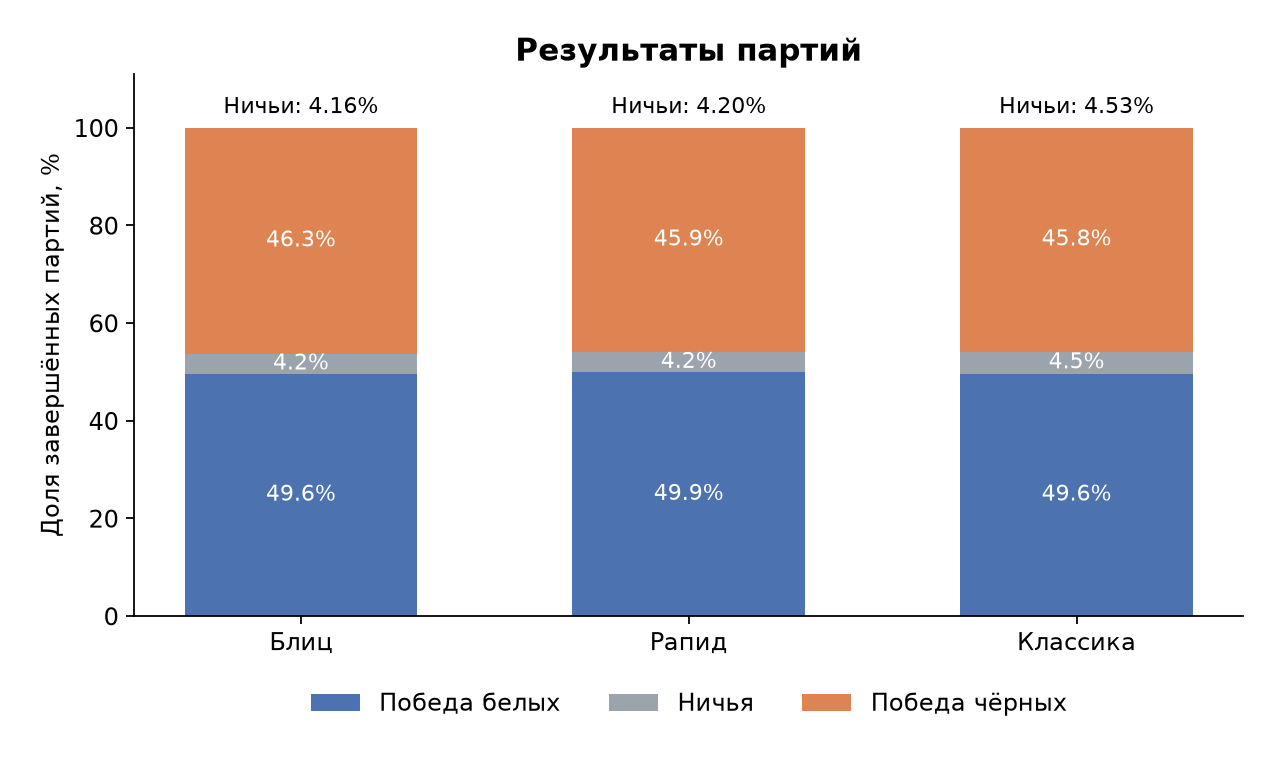 Результаты партий
Ничьи: 4.16% Ничьи: 4.20% Ничьи: 4.53%
Доля завершённых партий, %
100
80
60
40
20
0
46.3% 45.9% 45.8%
4.2% 4.2% 4.5%
49.6% 49.9% 49.6%
Блиц Рапид Классика
Победа белых Ничья Победа чёрных